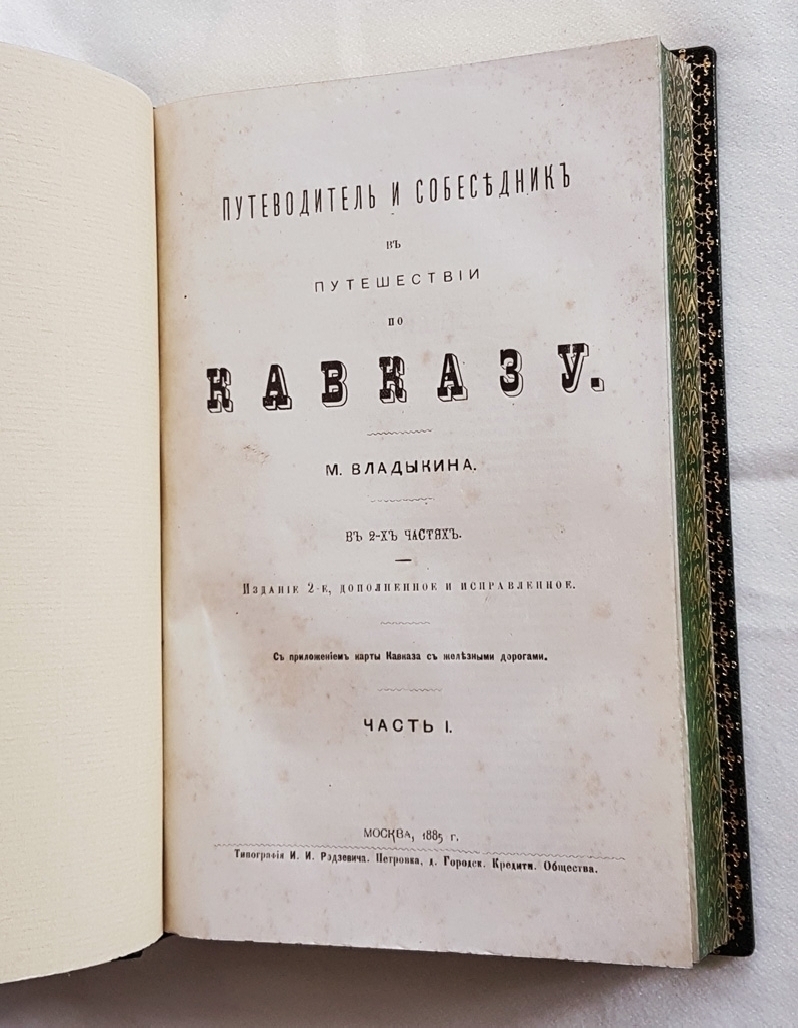 ПУТЕВОДИТЕЛЬ И СОБЕСѢДНИКЪ
ВЪ
ПУТЕШЕСТВІИ
ПО
КАВКАЗУ.
М. ВЛАДЫКИНА.
ВЪ 2-ХЪ ЧАСТЯХЪ.
ИЗДАНІЕ 2-Е, ДОПОЛНЕННОЕ И ИСПРАВЛЕННОЕ.
Съ приложеніемъ карты Кавказа съ желѣзными дорогами.
ЧАСТЬ I.
МОСКВА, 1885 г.
Типографія И. И. Рэдзевича. Петровка, д. Городск. Кредитн. Общества.